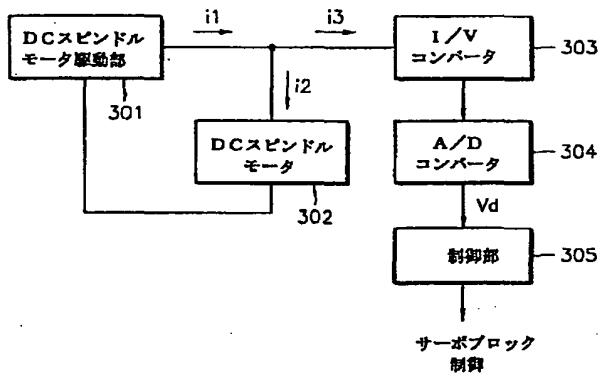 DCスピンドル
モータ駆動部
301
i1
i3
i2
I/V
コンバータ
303
DCスピンドル
モータ
302
A/D
コンバータ
304
Vd
制御部
305
サーボブロック
制御